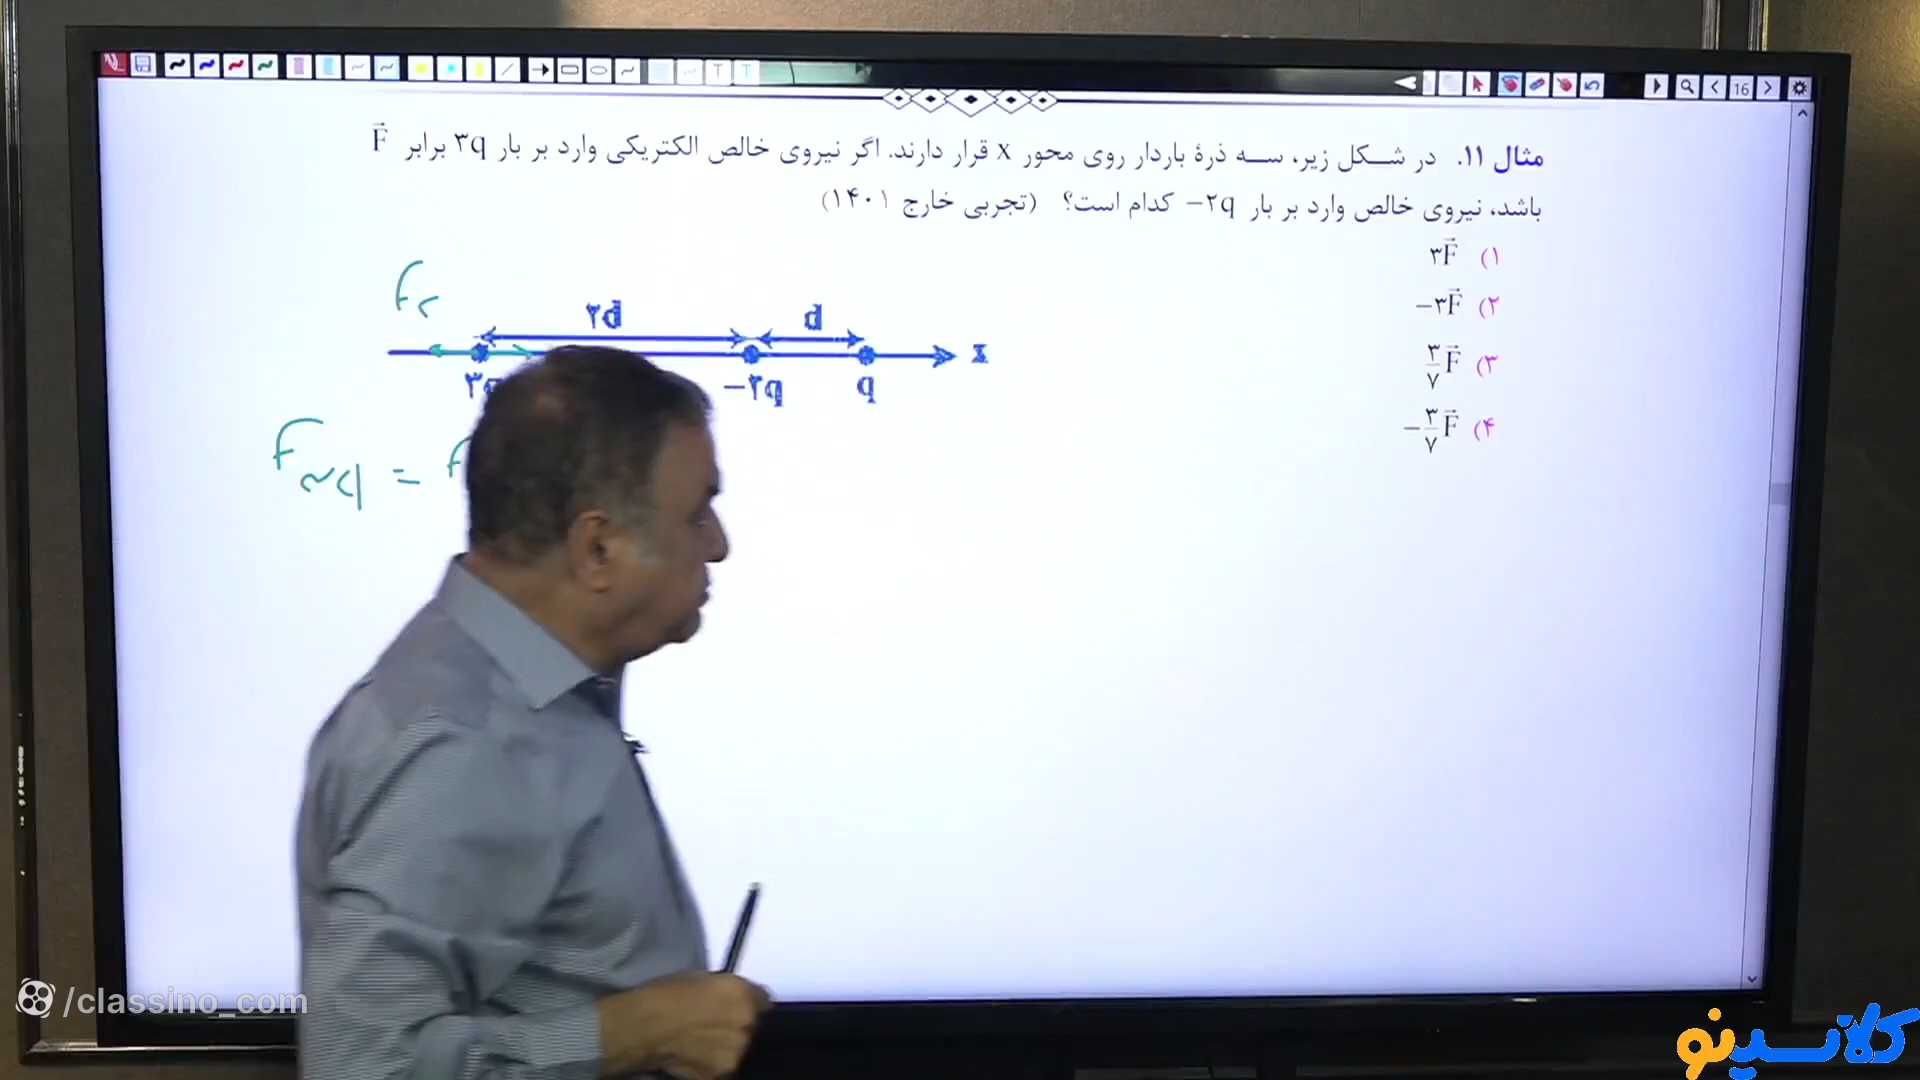 16
مثال ۱۱. در شکل زیر، سه ذرهٔ باردار روی محور x قرار دارند. اگر نیروی خالص الکتریکی وارد بر بار ۳q برابر F
باشد، نیروی خالص وارد بر بار −۲q کدام است؟ (تجربی خارج ۱۴۰۱)
۱) ۳F
۲) −۳F
۳) ۳/۷ F
۴) −۳/۷ F
۲d d
x
۳q −۲q q
F =
/classino_com
کلاسینو